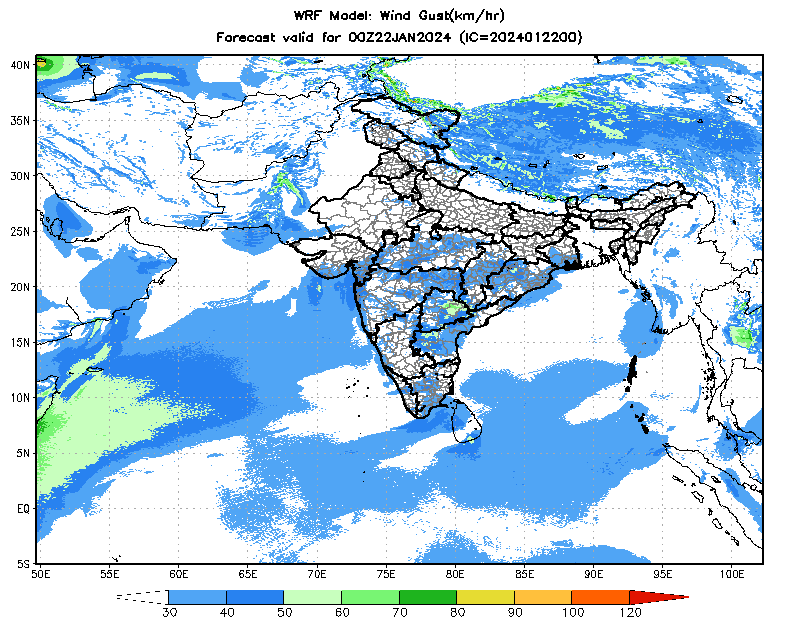 WRF Model: Wind Gust(km/hr)
Forecast valid for 00Z22JAN2024 (IC=2024012200)
40N
35N
30N
25N
20N
15N
10N
5N
EQ
5S
50E 55E 60E 65E 70E 75E 80E 85E 90E 95E 100E
30 40 50 60 70 80 90 100 120